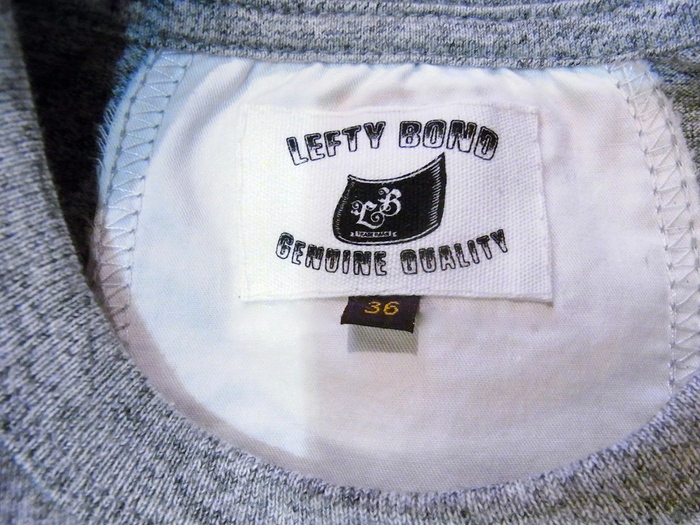 LEFTY BOND
LB
GENUINE QUALITY
36